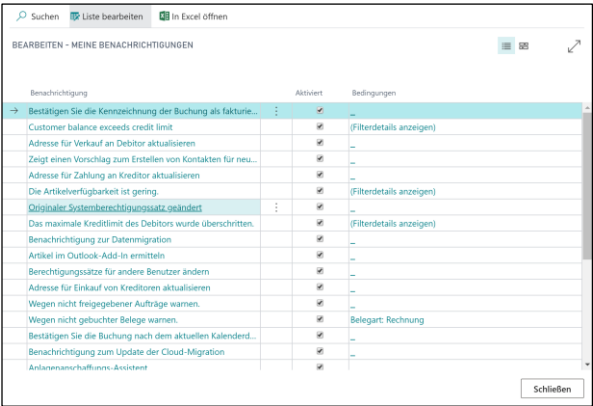 Suchen Liste bearbeiten In Excel öffnen
BEARBEITEN - MEINE BENACHRICHTIGUNGEN
Benachrichtigung Aktiviert Bedingungen
Bestätigen Sie die Kennzeichnung der Buchung als fakturie... _
Customer balance exceeds credit limit (Filterdetails anzeigen)
Adresse für Verkauf an Debitor aktualisieren _
Zeigt einen Vorschlag zum Erstellen von Kontakten für neu... _
Adresse für Zahlung an Kreditor aktualisieren _
Die Artikelverfügbarkeit ist gering. (Filterdetails anzeigen)
Originaler Systemberechtigungssatz geändert _
Das maximale Kreditlimit des Debitors wurde überschritten. (Filterdetails anzeigen)
Benachrichtigung zur Datenmigration _
Artikel im Outlook-Add-In ermitteln _
Berechtigungssätze für andere Benutzer ändern _
Adresse für Einkauf von Kreditoren aktualisieren _
Wegen nicht freigegebener Aufträge warnen. _
Wegen nicht gebuchter Belege warnen. Belegart: Rechnung
Bestätigen Sie die Buchung nach dem aktuellen Kalenderd... _
Benachrichtigung zum Update der Cloud-Migration _
Anlagenanschaffungs-Assistent
Schließen